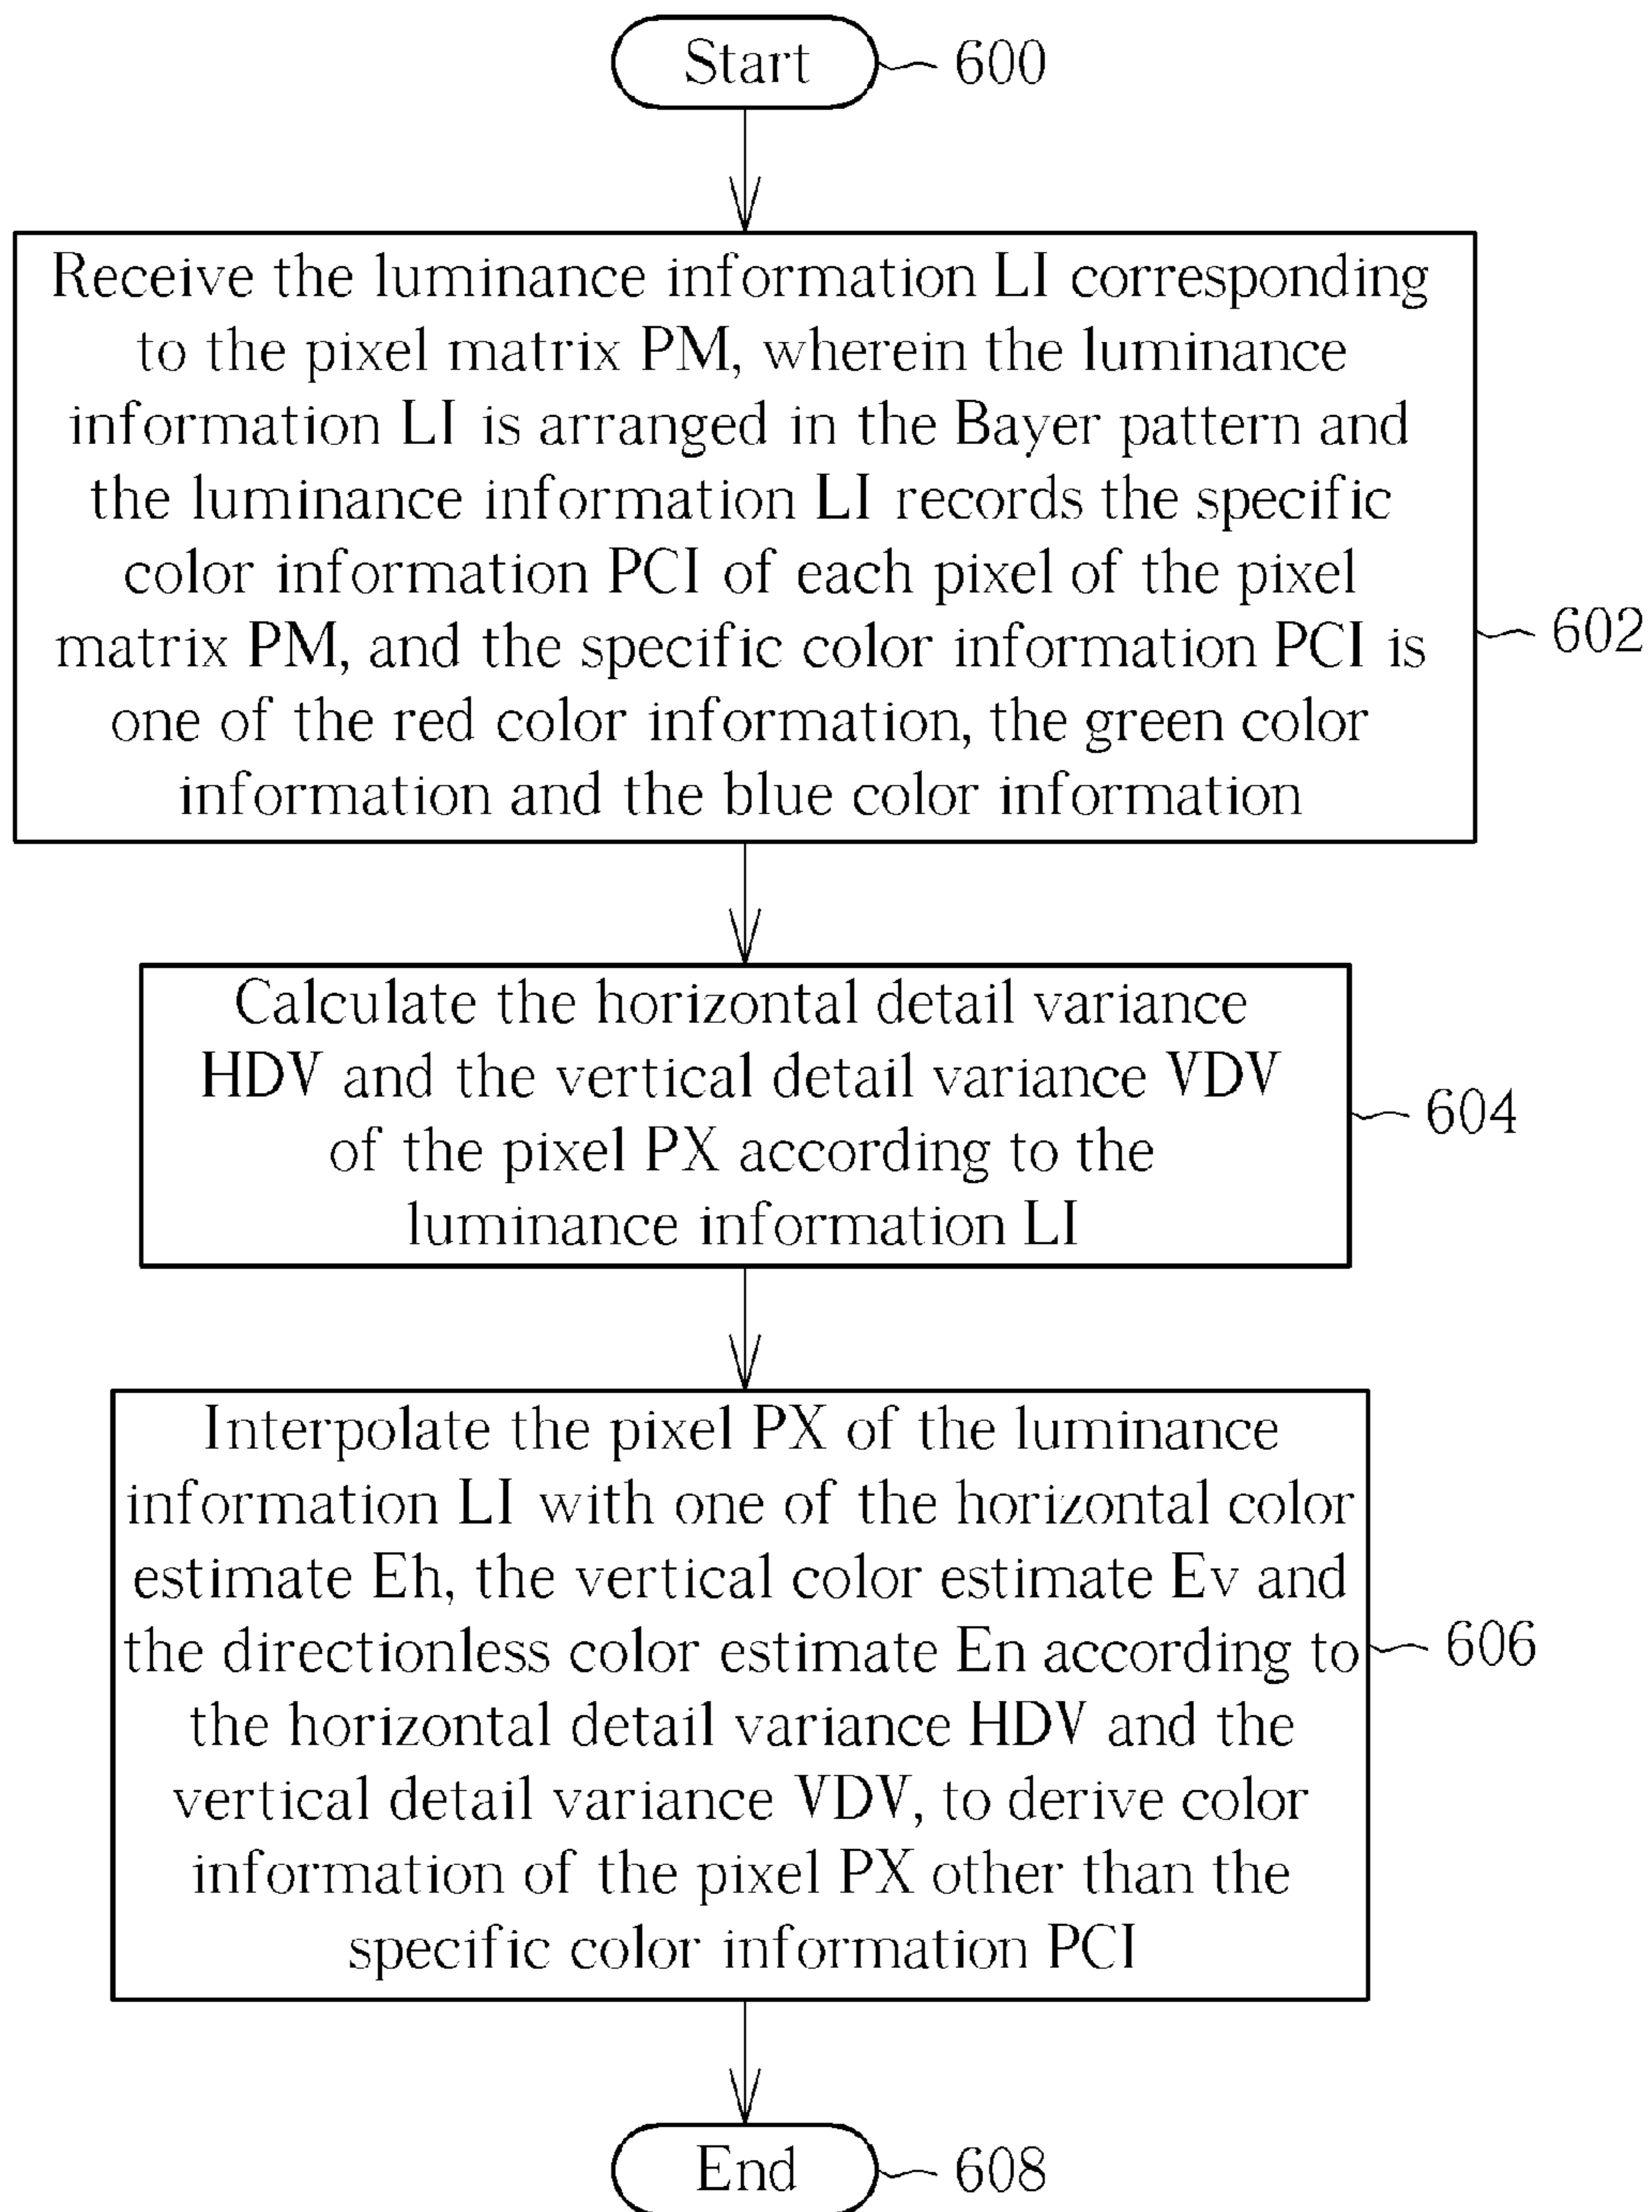 Start
600
Receive the luminance information LI corresponding
to the pixel matrix PM, wherein the luminance
information LI is arranged in the Bayer pattern and
the luminance information LI records the specific
color information PCI of each pixel of the pixel
matrix PM, and the specific color information PCI is
one of the red color information, the green color
information and the blue color information
602
Calculate the horizontal detail variance
HDV and the vertical detail variance VDV
of the pixel PX according to the
luminance information LI
604
Interpolate the pixel PX of the luminance
information LI with one of the horizontal color
estimate Eh, the vertical color estimate Ev and
the directionless color estimate En according to
the horizontal detail variance HDV and the
vertical detail variance VDV, to derive color
information of the pixel PX other than the
specific color information PCI
606
End
608